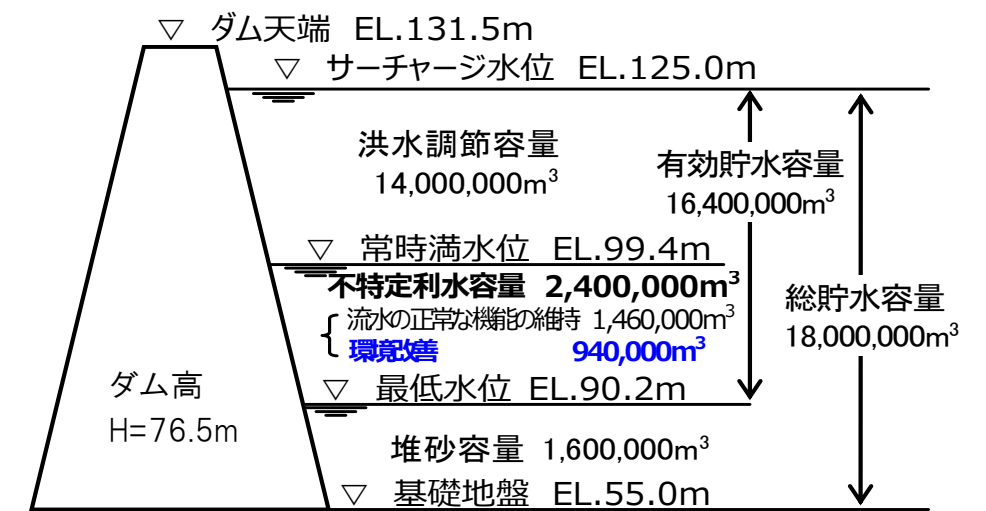 ▽ ダム天端 EL.131.5m
▽ サーチャージ水位 EL.125.0m
洪水調節容量
14,000,000m³
有効貯水容量
16,400,000m³
▽ 常時満水位 EL.99.4m
不特定利水容量 2,400,000m³
流水の正常な機能の維持 1,460,000m³
環境改善 940,000m³
総貯水容量
18,000,000m³
ダム高
H=76.5m
▽ 最低水位 EL.90.2m
堆砂容量 1,600,000m³
▽ 基礎地盤 EL.55.0m